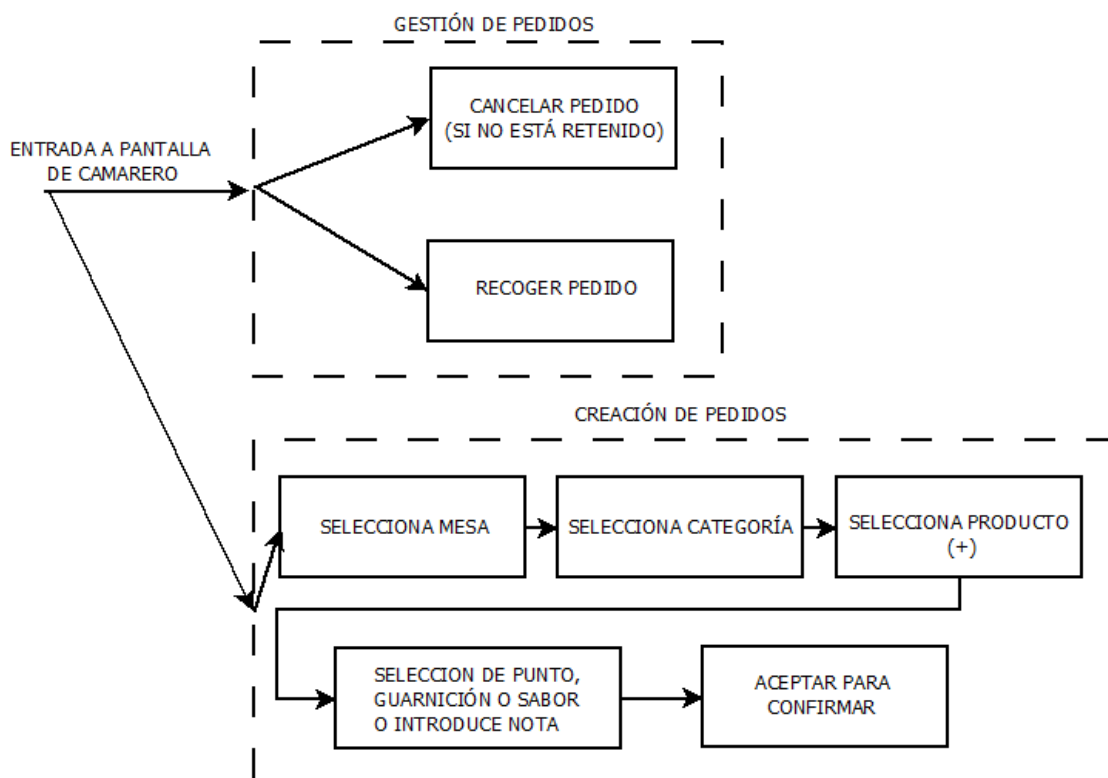 GESTIÓN DE PEDIDOS
CANCELAR PEDIDO
(SI NO ESTÁ RETENIDO)
ENTRADA A PANTALLA
DE CAMARERO
RECOGER PEDIDO
CREACIÓN DE PEDIDOS
SELECCIONA MESA
SELECCIONA CATEGORÍA
SELECCIONA PRODUCTO
(+)
SELECCION DE PUNTO,
GUARNICIÓN O SABOR
O INTRODUCE NOTA
ACEPTAR PARA
CONFIRMAR